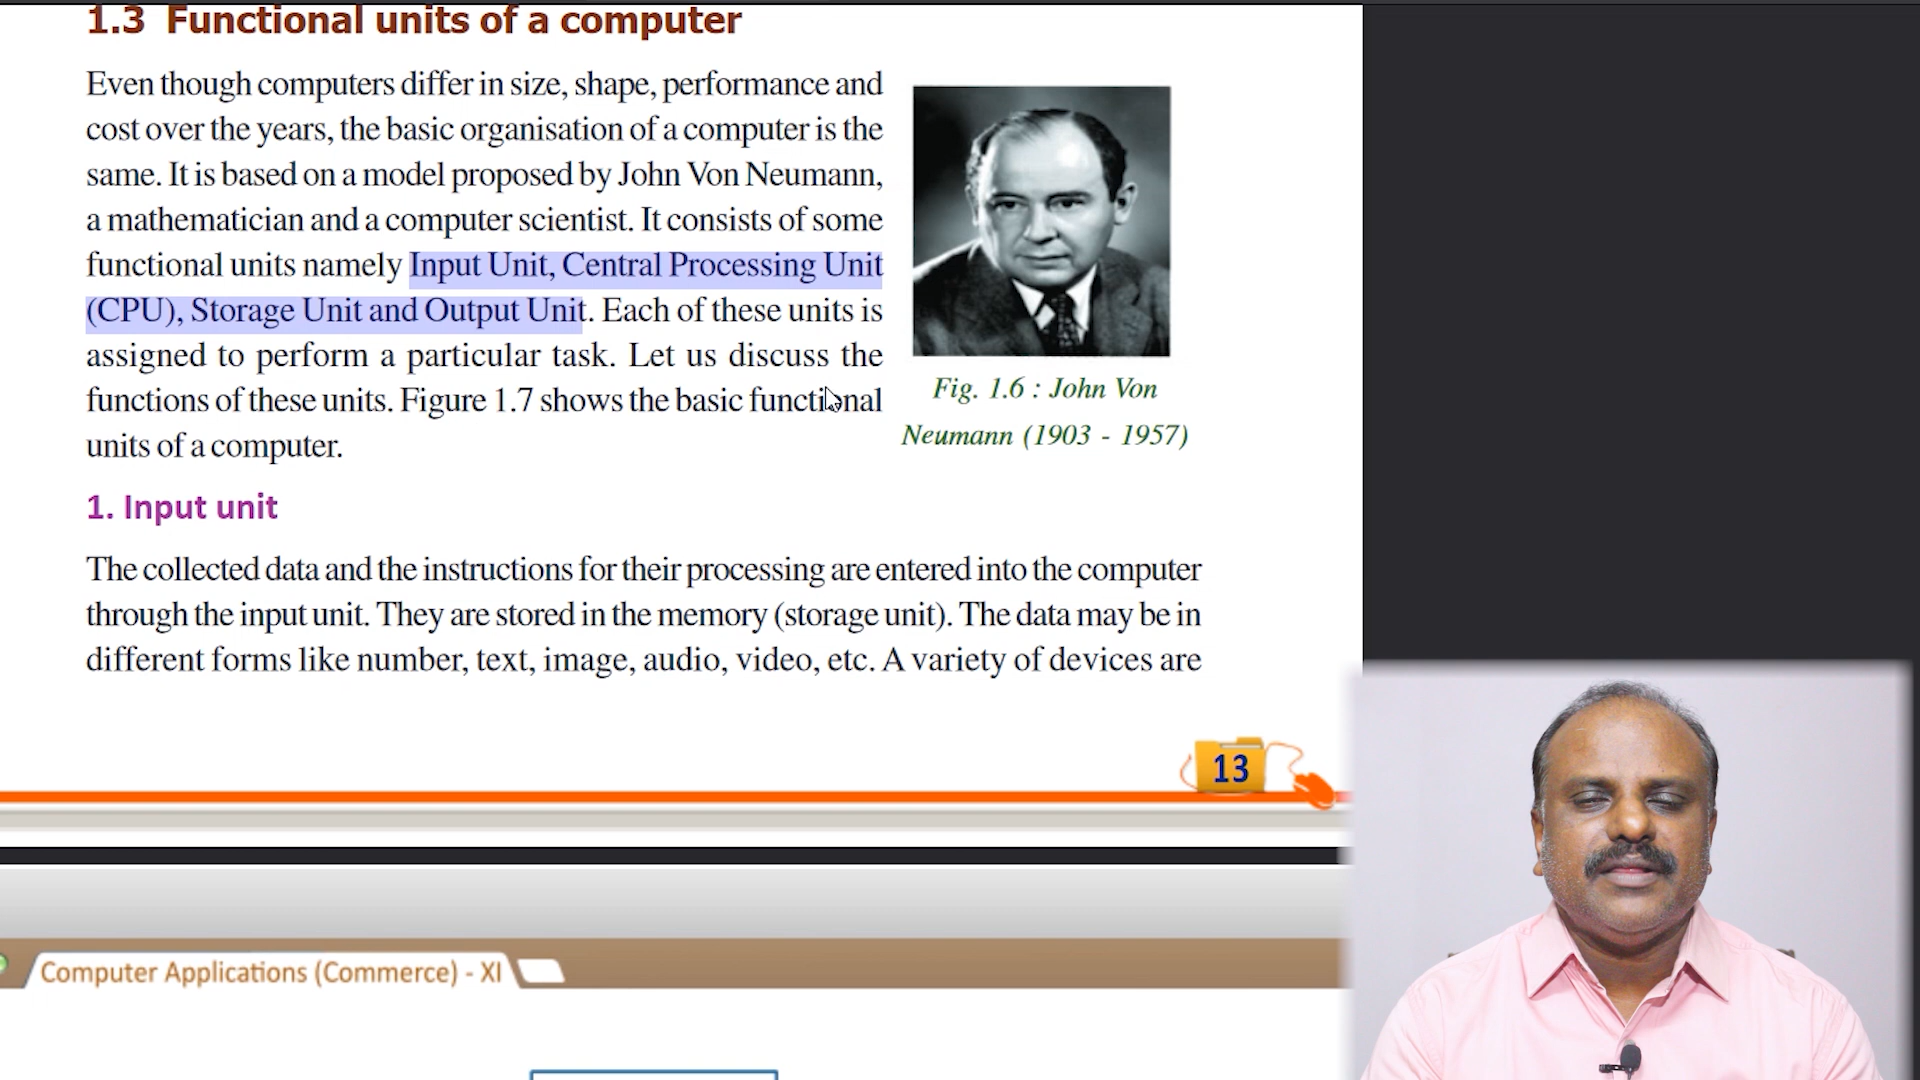 1.3 Functional units of a computer
Even though computers differ in size, shape, performance and
cost over the years, the basic organisation of a computer is the
same. It is based on a model proposed by John Von Neumann,
a mathematician and a computer scientist. It consists of some
functional units namely Input Unit, Central Processing Unit
(CPU), Storage Unit and Output Unit. Each of these units is
assigned to perform a particular task. Let us discuss the
functions of these units. Figure 1.7 shows the basic functional
units of a computer.
Fig. 1.6 : John Von
Neumann (1903 - 1957)
1. Input unit
The collected data and the instructions for their processing are entered into the computer
through the input unit. They are stored in the memory (storage unit). The data may be in
different forms like number, text, image, audio, video, etc. A variety of devices are
13
Computer Applications (Commerce) - XI